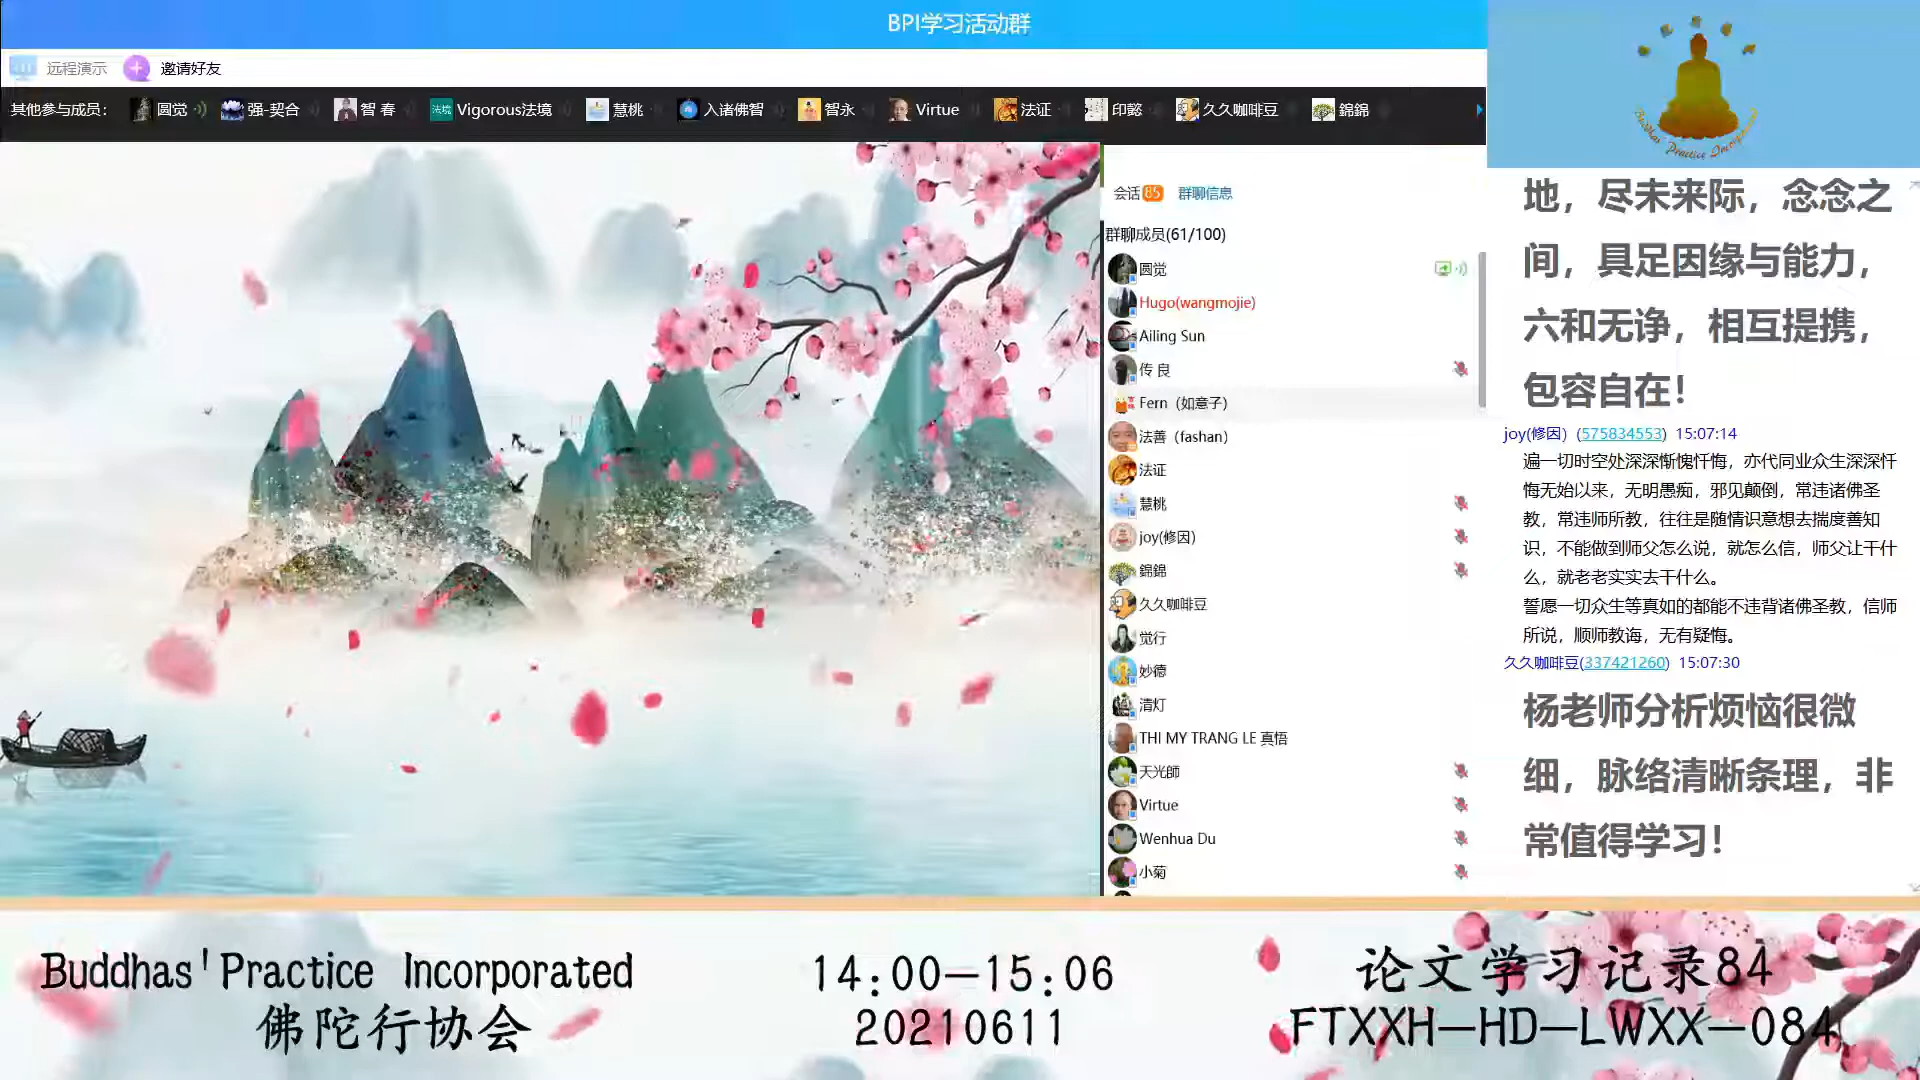 BPI学习活动群
远程演示 邀请好友
其他参与成员： 圆觉 强-契合 智 春 法境 Vigorous法境 慧桃 入诸佛智 智永 Virtue 法证 印懿 久久咖啡豆 錦錦
Buddhas' Practice Incorporated
会话 85 群聊信息
群聊成员(61/100)
圆觉
Hugo(wangmojie)
Ailing Sun
传 良
Fern（如意子）
法善（fashan）
法证
慧桃
joy(修因)
錦錦
久久咖啡豆
觉行
妙德
清灯
THI MY TRANG LE 真悟
天光師
Virtue
Wenhua Du
小菊
地，尽未来际，念念之
间，具足因缘与能力，
六和无诤，相互提携，
包容自在！
joy(修因) (575834553) 15:07:14
遍一切时空处深深惭愧忏悔，亦代同业众生深深忏
悔无始以来，无明愚痴，邪见颠倒，常违诸佛圣
教，常违师所教，往往是随情识意想去揣度善知
识，不能做到师父怎么说，就怎么信，师父让干什
么，就老老实实去干什么。
誓愿一切众生等真如的都能不违背诸佛圣教，信师
所说，顺师教诲，无有疑悔。
久久咖啡豆(337421260) 15:07:30
杨老师分析烦恼很微
细，脉络清晰条理，非
常值得学习！
Buddhas'Practice Incorporated
佛陀行协会
14:00—15:06
20210611
论文学习记录84
FTXXH—HD—LWXX—084